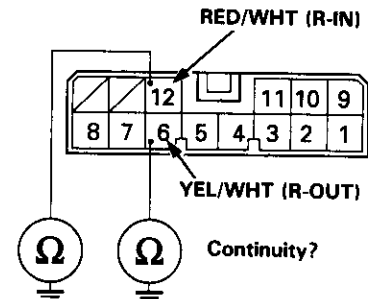 RED/WHT (R-IN)
12 11 10 9
8 7 6 5 4 3 2 1
YEL/WHT (R-OUT)
Ω Ω Continuity?